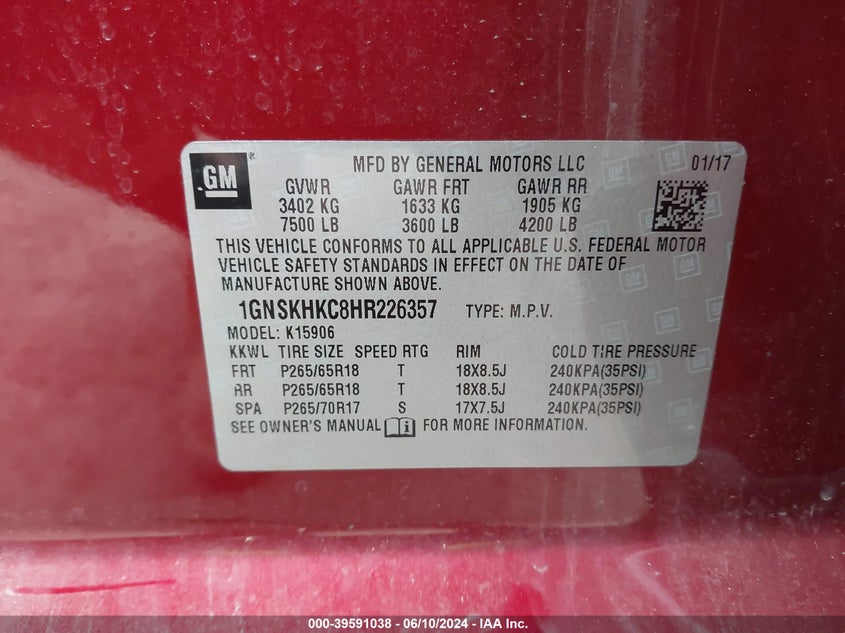 GM ® MFD BY GENERAL MOTORS LLC 01/17
GVWR GAWR FRT GAWR RR
3402 KG 1633 KG 1905 KG
7500 LB 3600 LB 4200 LB
THIS VEHICLE CONFORMS TO ALL APPLICABLE U.S. FEDERAL MOTOR
VEHICLE SAFETY STANDARDS IN EFFECT ON THE DATE OF
MANUFACTURE SHOWN ABOVE.
1GNSKHKC8HR226357 TYPE: M.P.V.
MODEL: K15906
KKWL TIRE SIZE SPEED RTG RIM COLD TIRE PRESSURE
FRT P265/65R18 T 18X8.5J 240KPA(35PSI)
RR P265/65R18 T 18X8.5J 240KPA(35PSI)
SPA P265/70R17 S 17X7.5J 240KPA(35PSI)
SEE OWNER'S MANUAL FOR MORE INFORMATION.
000-39591038 - 06/10/2024 - IAA Inc.